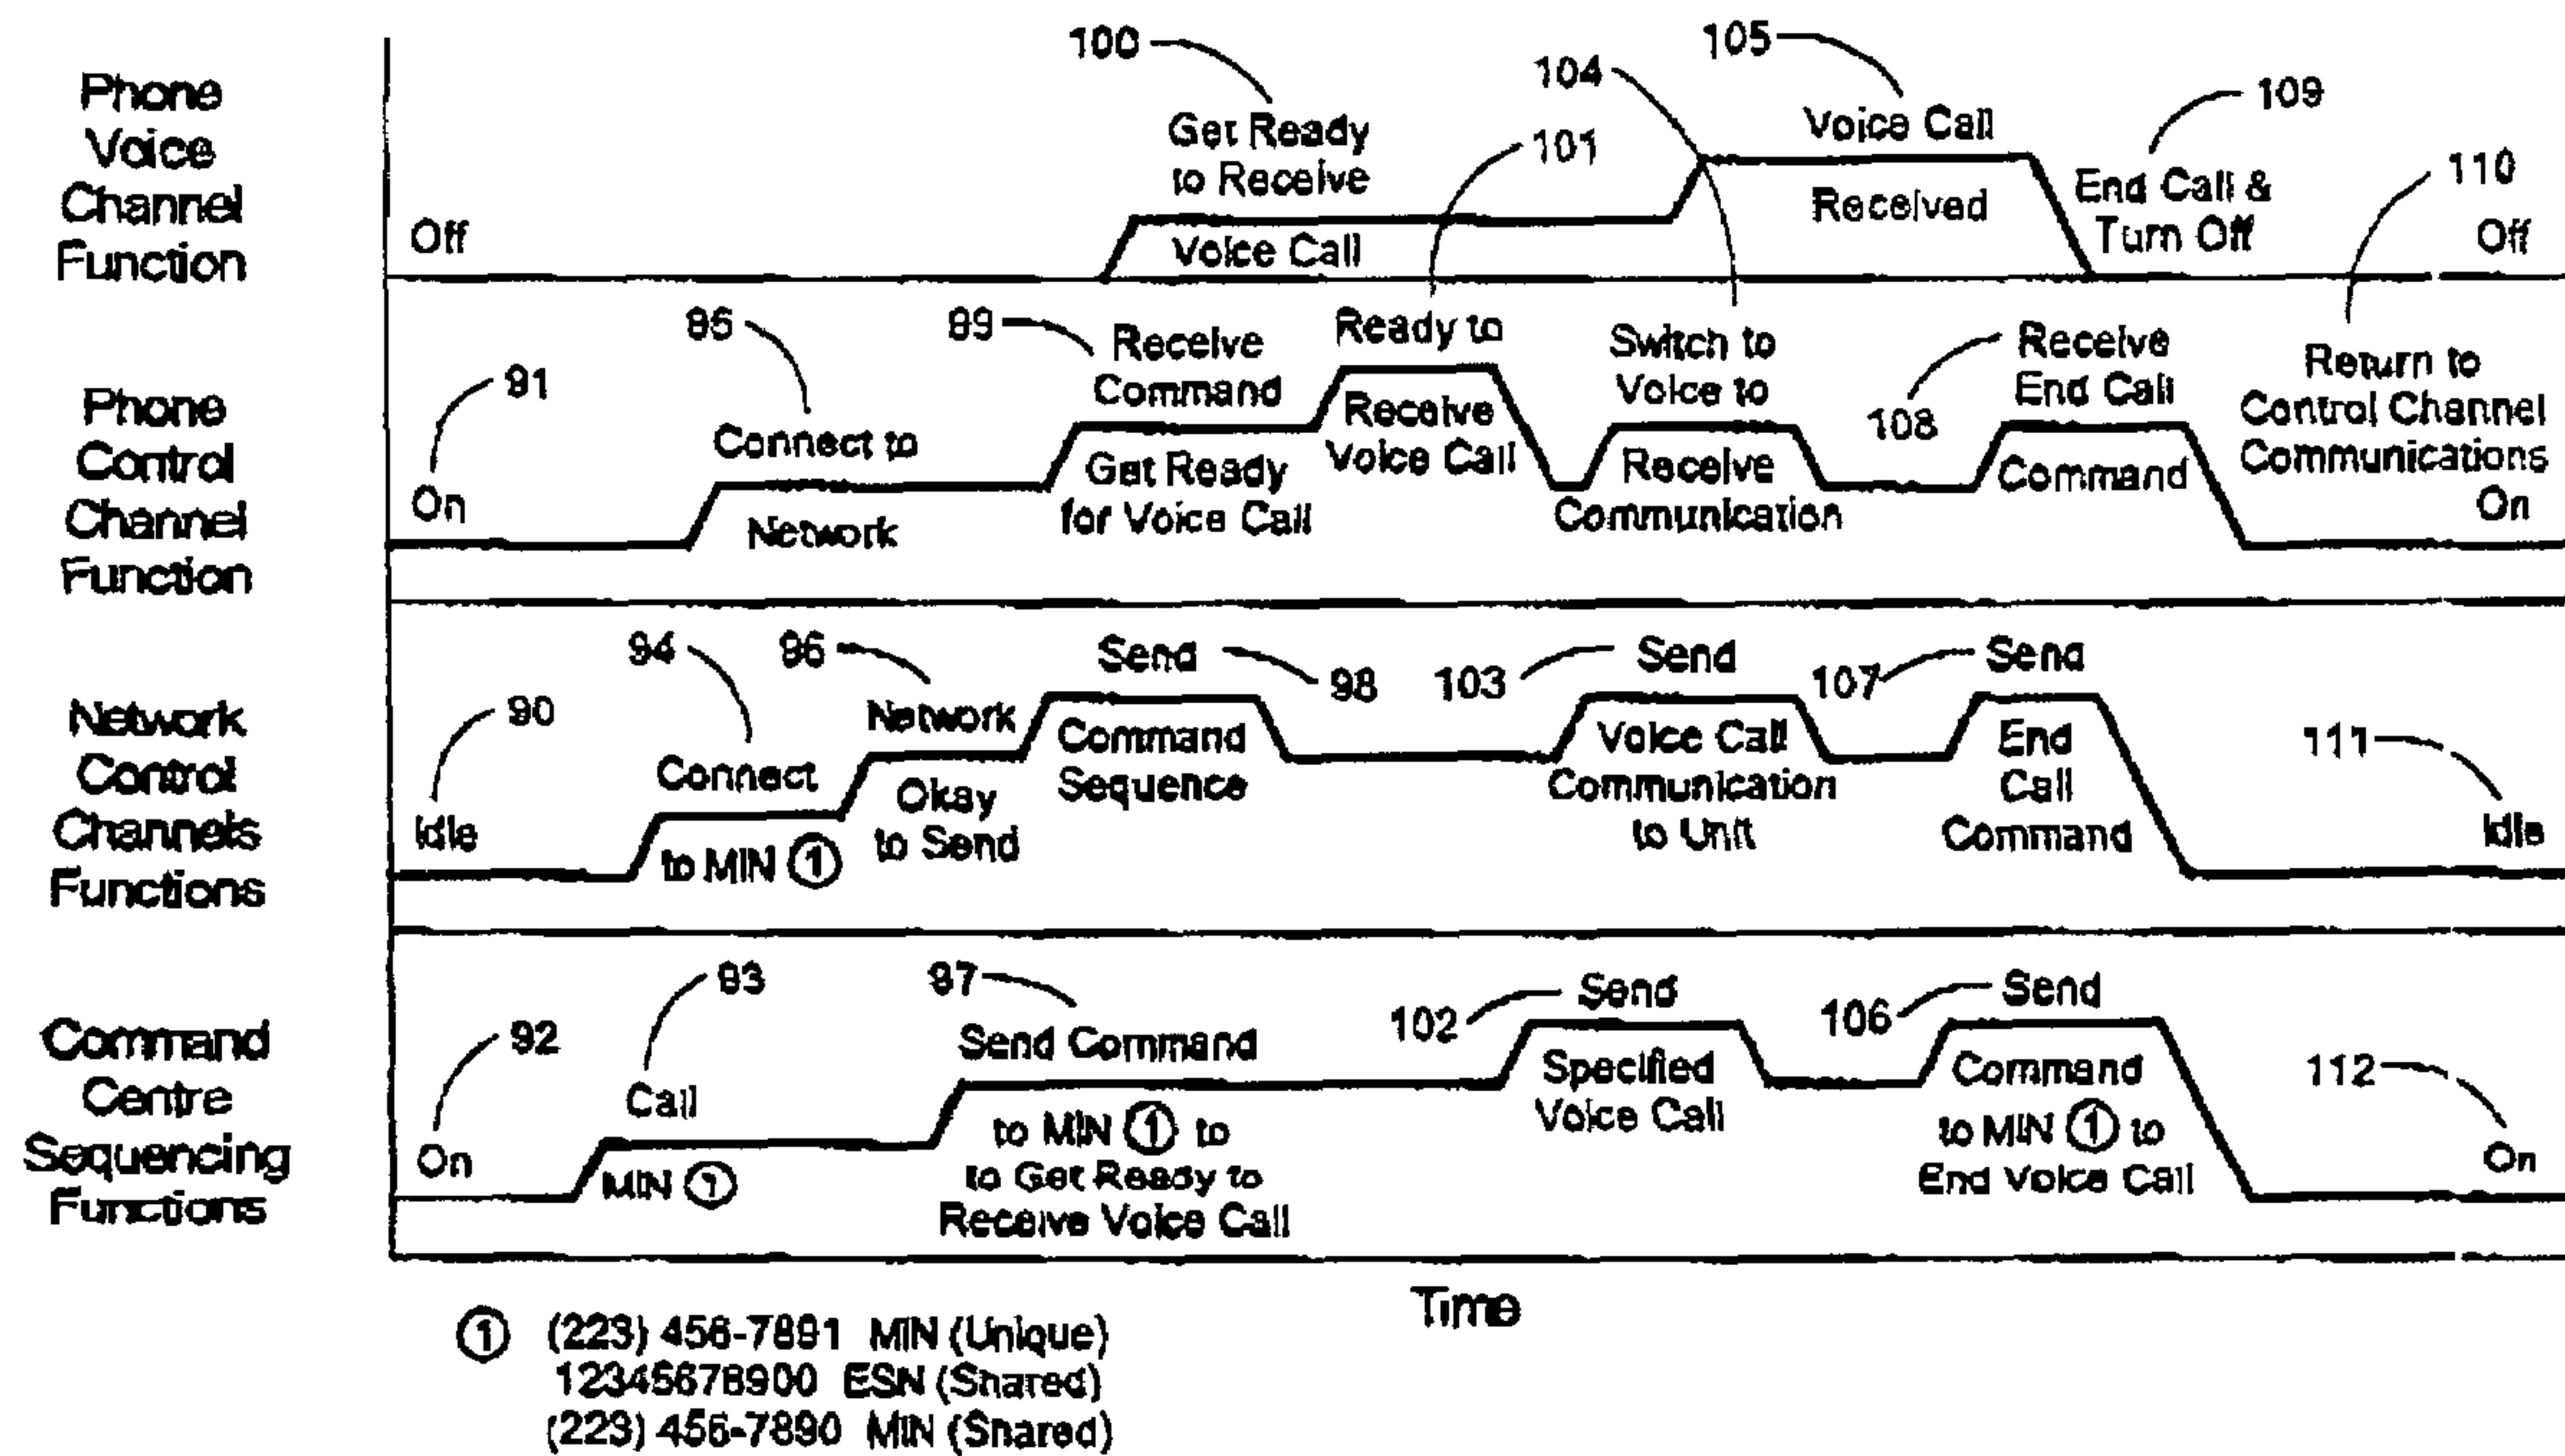 Phone
Voice
Channel
Function
Off
100
Get Ready
to Receive
Voice Call
101
104
105
Voice Call
Received
109
End Call &
Turn Off
110
Off
Phone
Control
Channel
Function
91
On
95
Connect to
Network
99
Receive
Command
Get Ready
for Voice Call
Ready to
Receive
Voice Call
Switch to
Voice to
Receive
Communication
108
Receive
End Call
Command
Return to
Control Channel
Communications
On
Network
Control
Channels
Functions
90
Idle
94
Connect
to MIN ①
96
Network
Okay
to Send
Send
98
Command
Sequence
103
Send
Voice Call
Communication
to Unit
107
Send
End
Call
Command
111
Idle
Command
Centre
Sequencing
Functions
92
On
93
Call
MIN ①
97
Send Command
to MIN ① to
to Get Ready to
Receive Voice Call
102
Send
Specified
Voice Call
106
Send
Command
to MIN ① to
End Voice Call
112
On
Time
① (223) 456-7891 MIN (Unique)
12345678900 ESN (Shared)
(223) 456-7890 MIN (Shared)